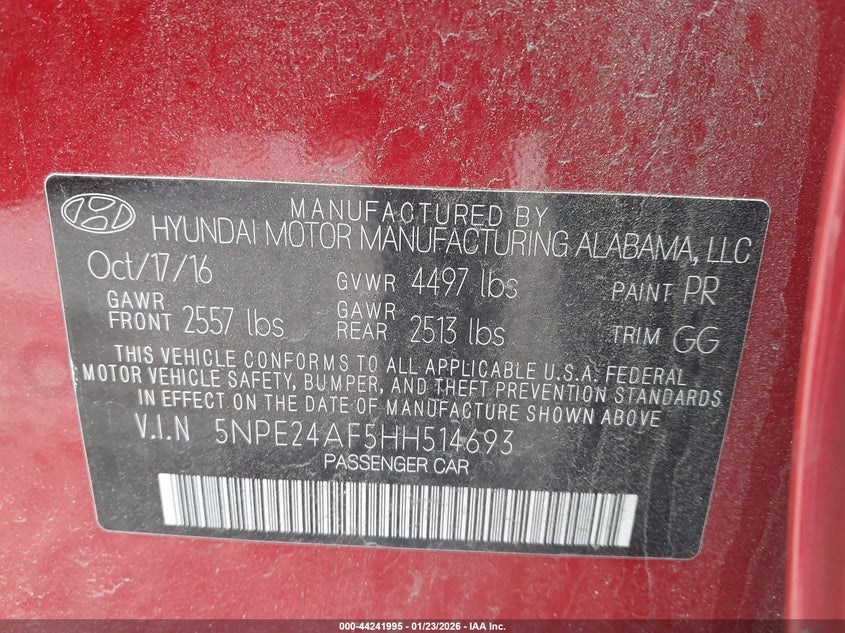 MANUFACTURED BY
HYUNDAI MOTOR MANUFACTURING ALABAMA, LLC
Oct/17/16 GVWR 4497 lbs PAINT PR
GAWR FRONT 2557 lbs GAWR REAR 2513 lbs TRIM GG
THIS VEHICLE CONFORMS TO ALL APPLICABLE U.S.A. FEDERAL
MOTOR VEHICLE SAFETY, BUMPER, AND THEFT PREVENTION STANDARDS
IN EFFECT ON THE DATE OF MANUFACTURE SHOWN ABOVE
V.I.N 5NPE24AF5HH514693
PASSENGER CAR
000-44241995 - 01/23/2026 - IAA Inc.